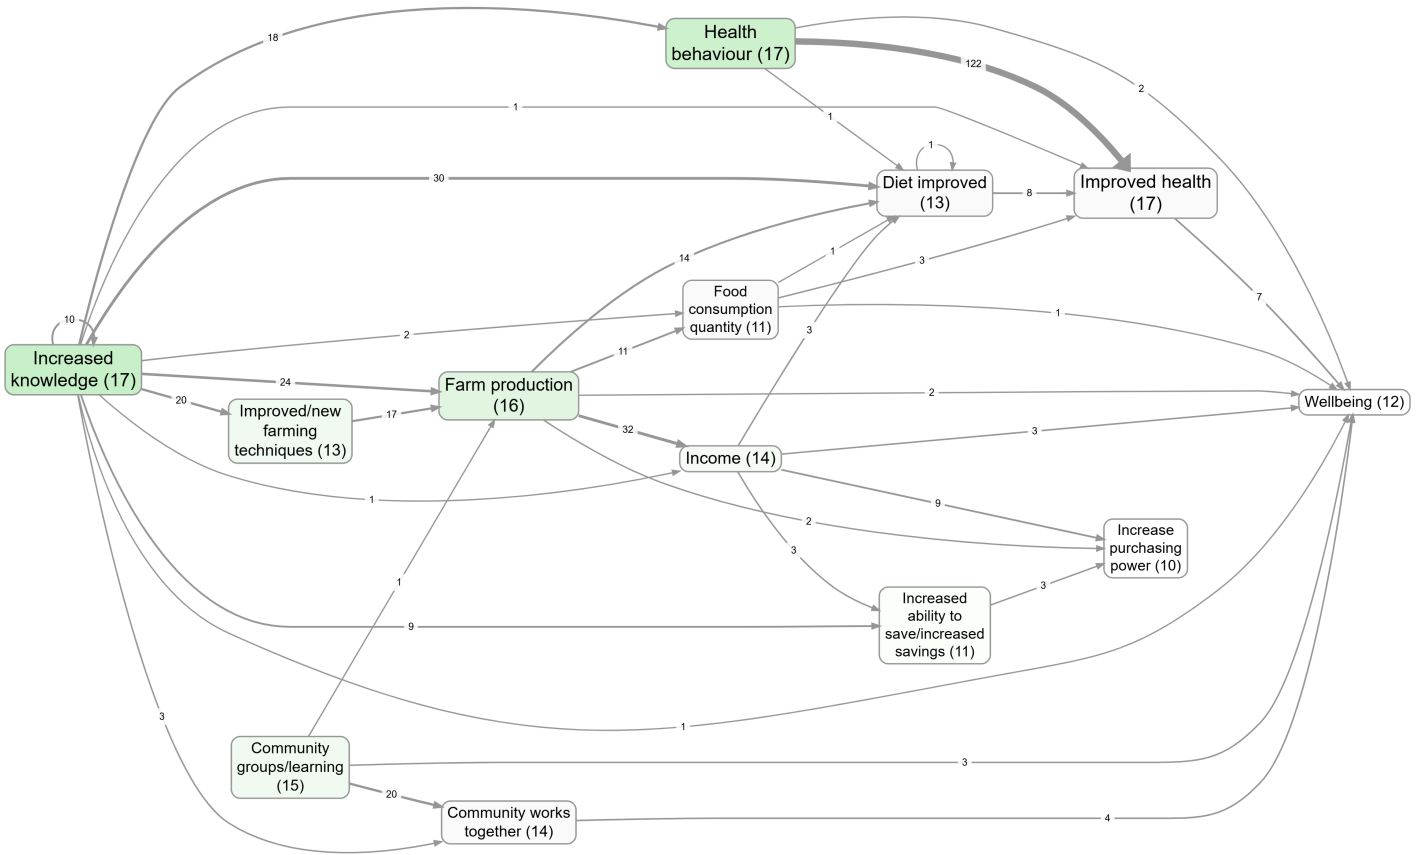 Health
behaviour (17)
18
122
2
1
1
1
Diet improved
(13)
8
Improved health
(17)
30
14
1
3
7
Food
consumption
quantity (11)
1
10
2
3
11
Increased
knowledge (17)
24
Farm production
(16)
2
Wellbeing (12)
20
Improved/new
farming
techniques (13)
17
32
Income (14)
3
1
9
2
Increase
purchasing
power (10)
3
1
3
Increased
ability to
save/increased
savings (11)
9
3
1
Community
groups/learning
(15)
3
20
Community works
together (14)
4